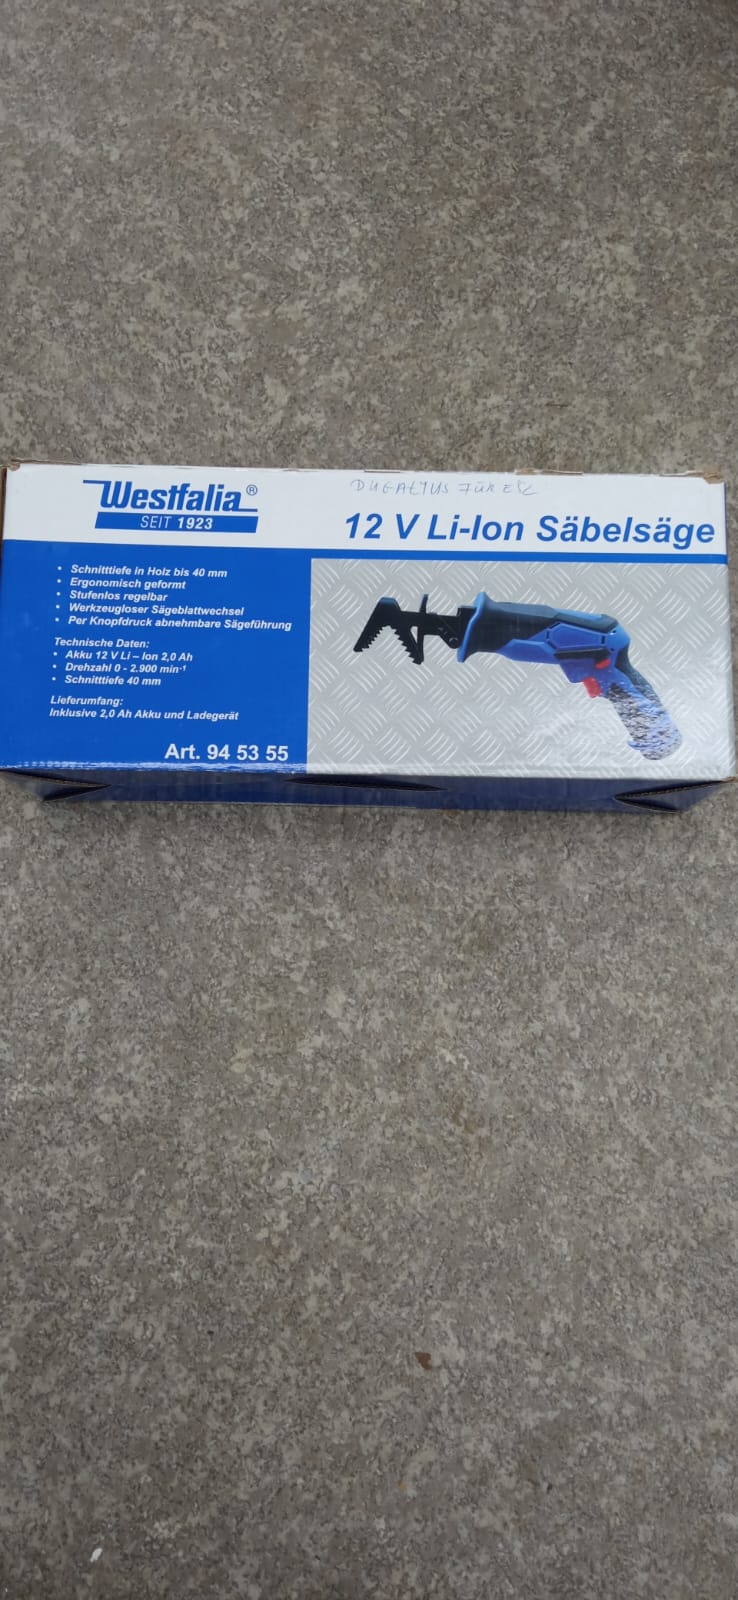 Westfalia®
SEIT 1923
12 V Li-Ion Säbelsäge
• Schnitttiefe in Holz bis 40 mm
• Ergonomisch geformt
• Stufenlos regelbar
• Werkzeugloser Sägeblattwechsel
• Per Knopfdruck abnehmbare Sägeführung
Technische Daten:
• Akku 12 V Li – Ion 2,0 Ah
• Drehzahl 0 - 2.900 min-¹
• Schnitttiefe 40 mm
Lieferumfang:
Inklusive 2,0 Ah Akku und Ladegerät
Art. 94 53 55